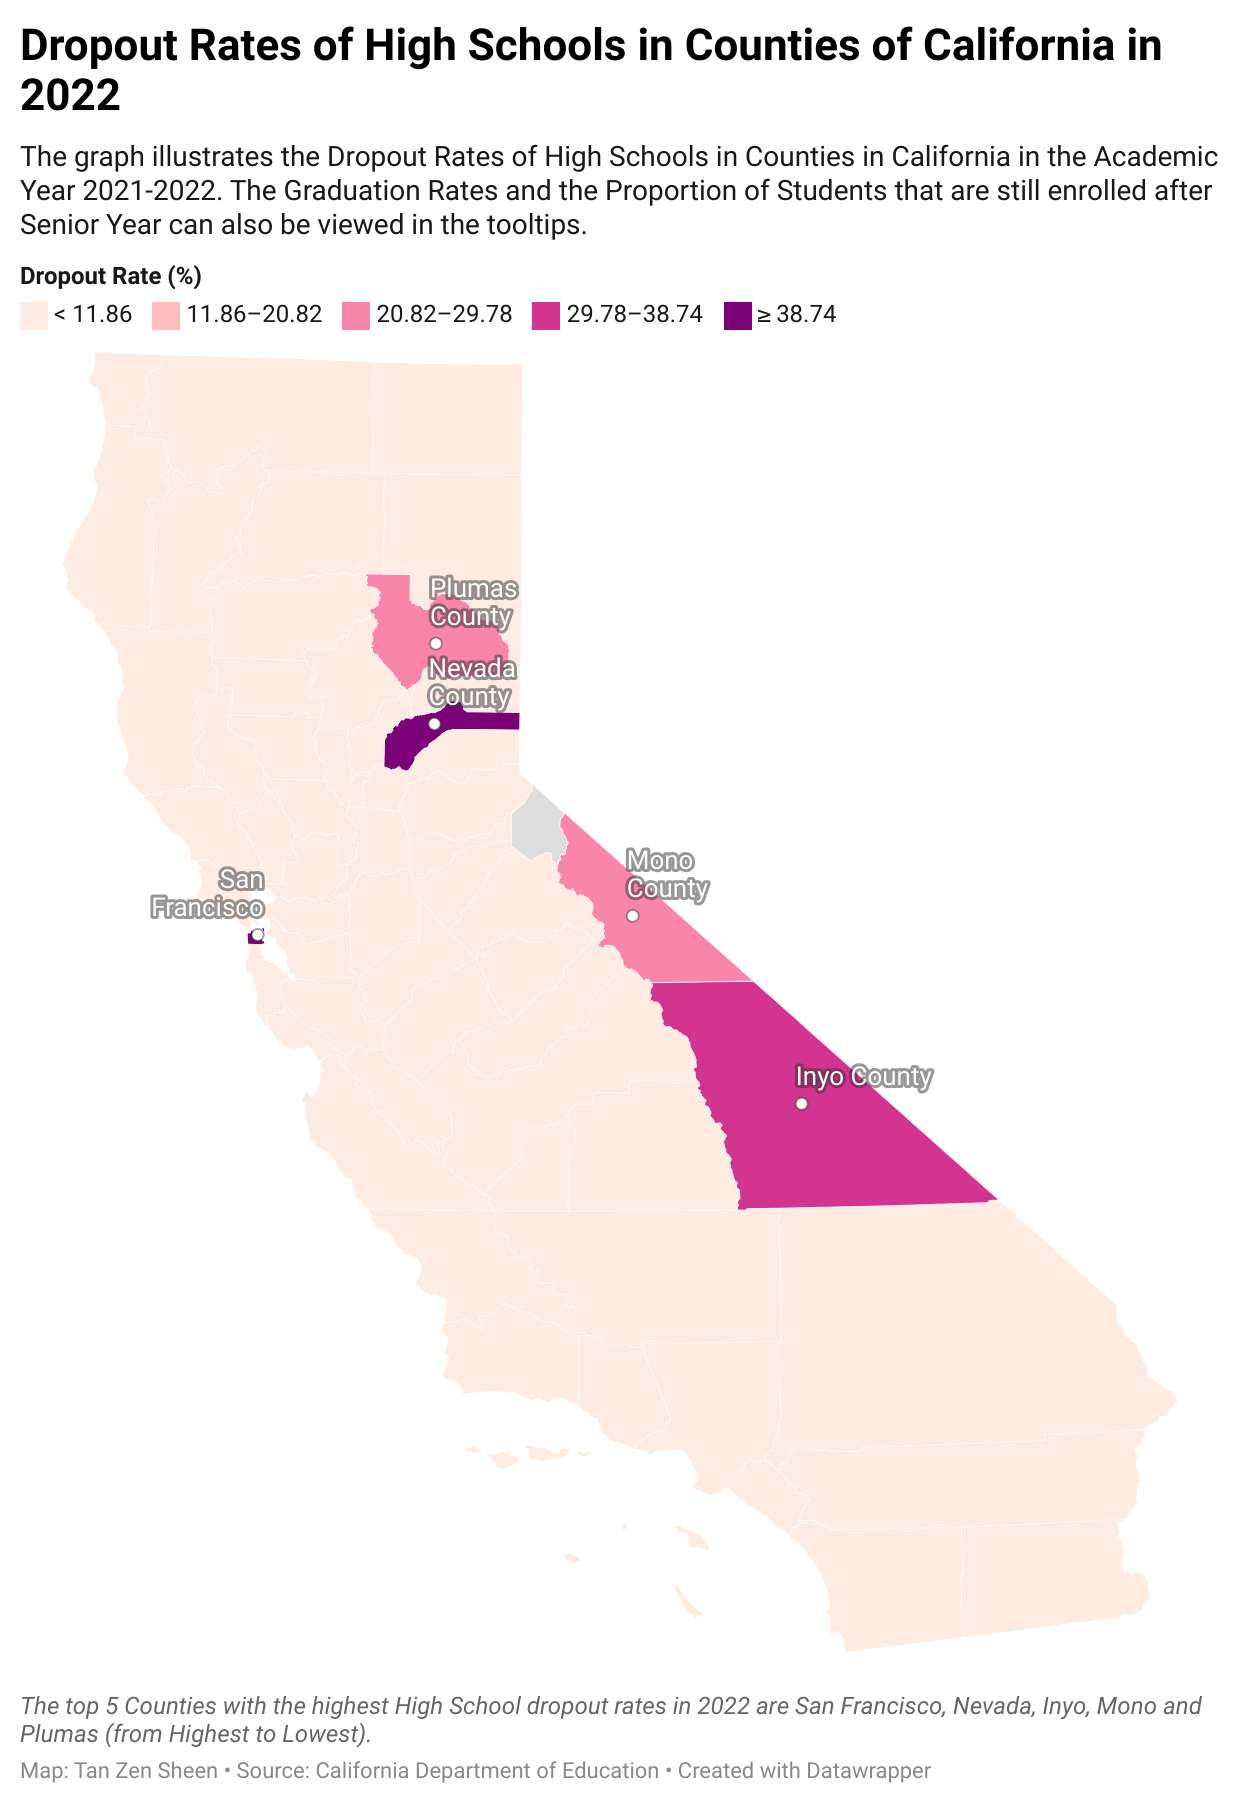 Dropout Rates of High Schools in Counties of California in
2022
The graph illustrates the Dropout Rates of High Schools in Counties in California in the Academic
Year 2021-2022. The Graduation Rates and the Proportion of Students that are still enrolled after
Senior Year can also be viewed in the tooltips.
Dropout Rate (%)
< 11.86 11.86–20.82 20.82–29.78 29.78–38.74 ≥ 38.74
Plumas
County
Nevada
County
Mono
County
San
Francisco
Inyo County
The top 5 Counties with the highest High School dropout rates in 2022 are San Francisco, Nevada, Inyo, Mono and
Plumas (from Highest to Lowest).
Map: Tan Zen Sheen • Source: California Department of Education • Created with Datawrapper